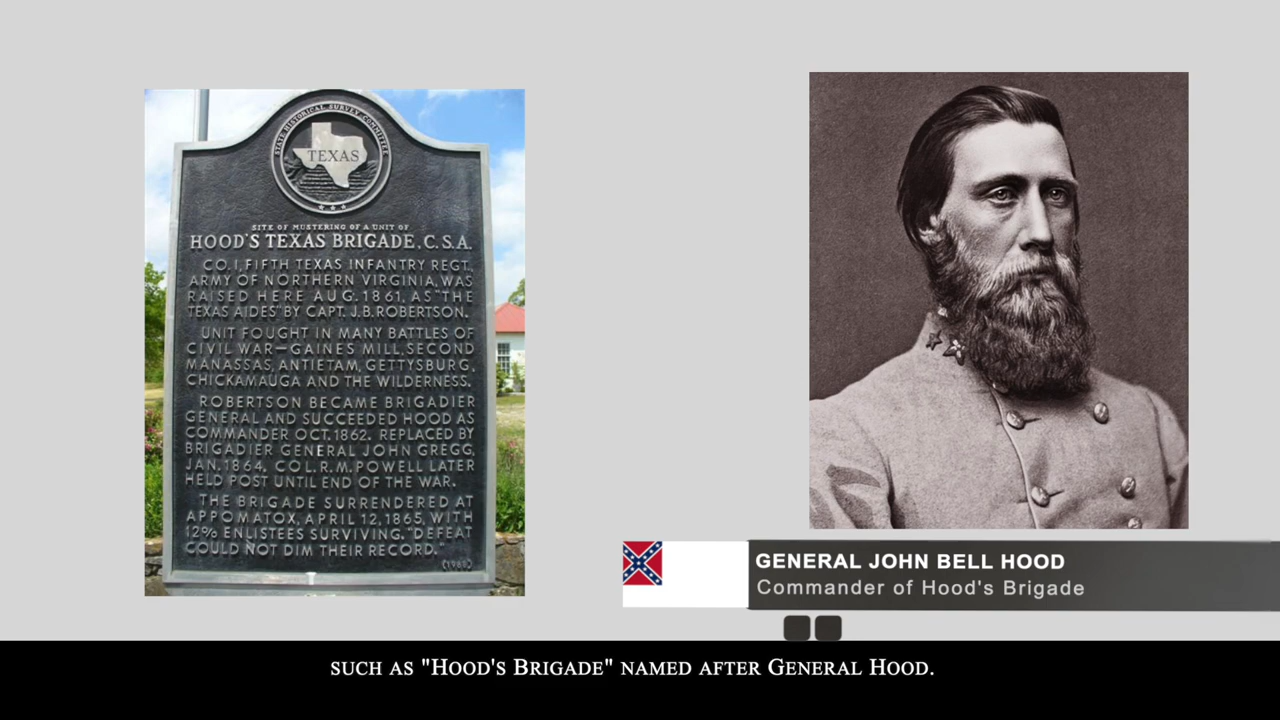 STATE HISTORICAL SURVEY COMMITTEE
TEXAS
SITE OF MUSTERING OF A UNIT OF
HOOD'S TEXAS BRIGADE, C.S.A.
CO. I, FIFTH TEXAS INFANTRY REGT.,
ARMY OF NORTHERN VIRGINIA, WAS
RAISED HERE AUG. 1861, AS "THE
TEXAS AIDES" BY CAPT. J.B. ROBERTSON.
UNIT FOUGHT IN MANY BATTLES OF
CIVIL WAR—GAINES MILL, SECOND
MANASSAS, ANTIETAM, GETTYSBURG,
CHICKAMAUGA AND THE WILDERNESS.
ROBERTSON BECAME BRIGADIER
GENERAL AND SUCCEEDED HOOD AS
COMMANDER OCT. 1862. REPLACED BY
BRIGADIER GENERAL JOHN GREGG,
JAN. 1864. COL. R.M. POWELL LATER
HELD POST UNTIL END OF THE WAR.
THE BRIGADE SURRENDERED AT
APPOMATOX, APRIL 12, 1865, WITH
12% ENLISTEES SURVIVING. "DEFEAT
COULD NOT DIM THEIR RECORD."
GENERAL JOHN BELL HOOD
Commander of Hood's Brigade
SUCH AS "HOOD'S BRIGADE" NAMED AFTER GENERAL HOOD.